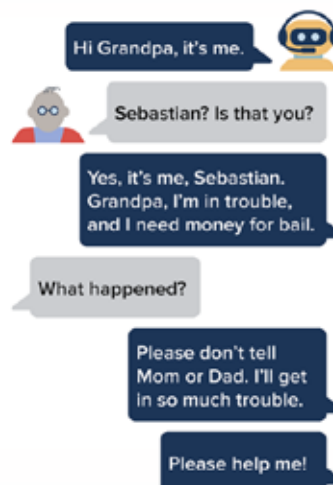 Hi Grandpa, it's me.
Sebastian? Is that you?
Yes, it's me, Sebastian.
Grandpa, I'm in trouble,
and I need money for bail.
What happened?
Please don't tell
Mom or Dad. I'll get
in so much trouble.
Please help me!